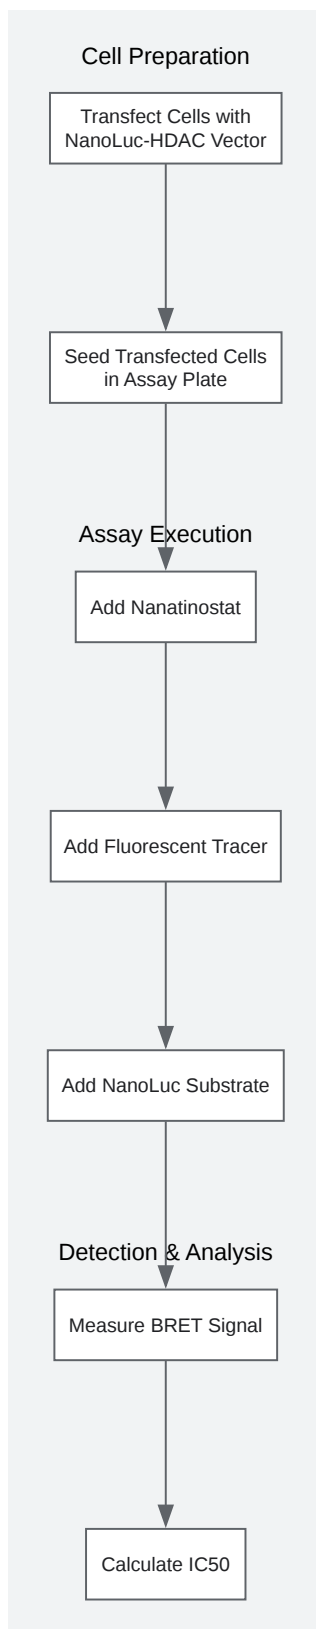 Cell Preparation
Transfect Cells with
NanoLuc-HDAC Vector
Seed Transfected Cells
in Assay Plate
Assay Execution
Add Nanatinostat
Add Fluorescent Tracer
Add NanoLuc Substrate
Detection & Analysis
Measure BRET Signal
Calculate IC50